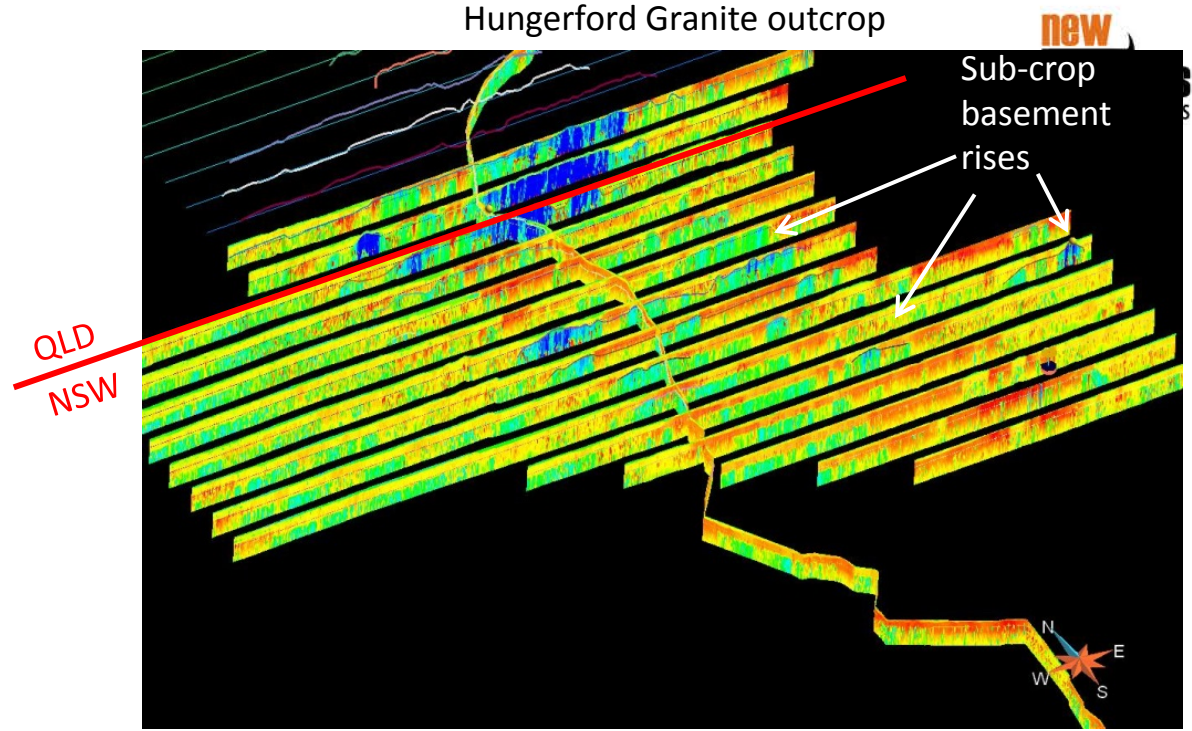 Hungerford Granite outcrop
new
Sub-crop
basement
rises
QLD
NSW
N
E
W
S